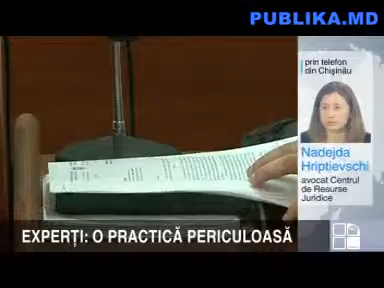 PUBLIKA.MD
prin telefon
din Chișinău
Nadejda
Hriptievschi
avocat Centrul
de Resurse
Juridice
EXPERȚI: O PRACTICĂ PERICULOASĂ